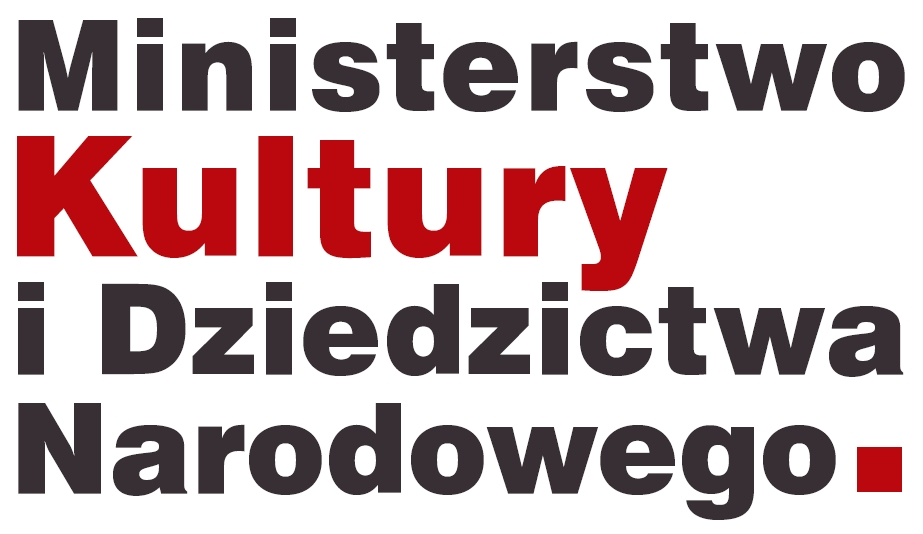 Ministerstwo
Kultury
i Dziedzictwa
Narodowego.